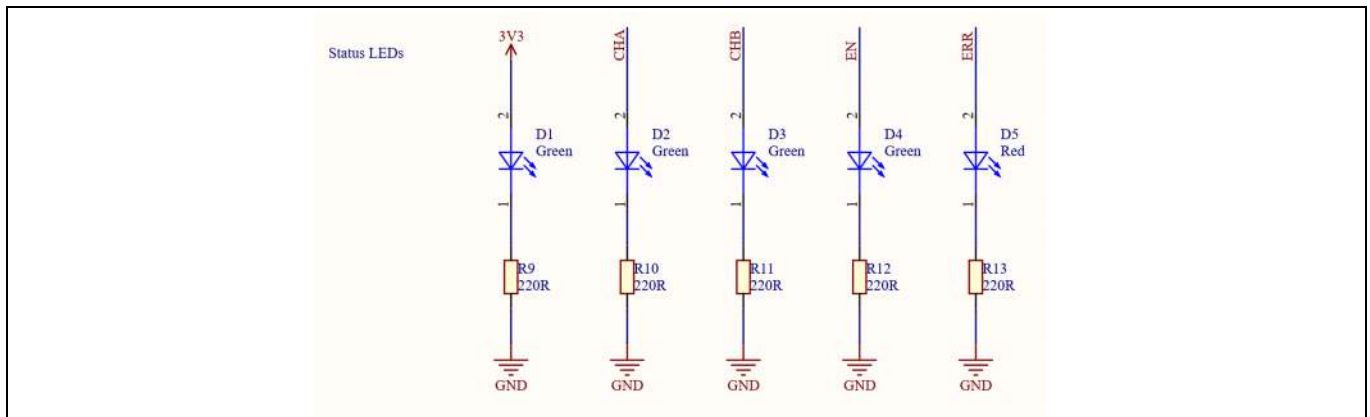 Status LEDs
3V3
CHA
CHB
EN
ERR
2
2
2
2
2
D1
Green
D2
Green
D3
Green
D4
Green
D5
Red
1
1
1
1
1
R9
220R
R10
220R
R11
220R
R12
220R
R13
220R
GND
GND
GND
GND
GND